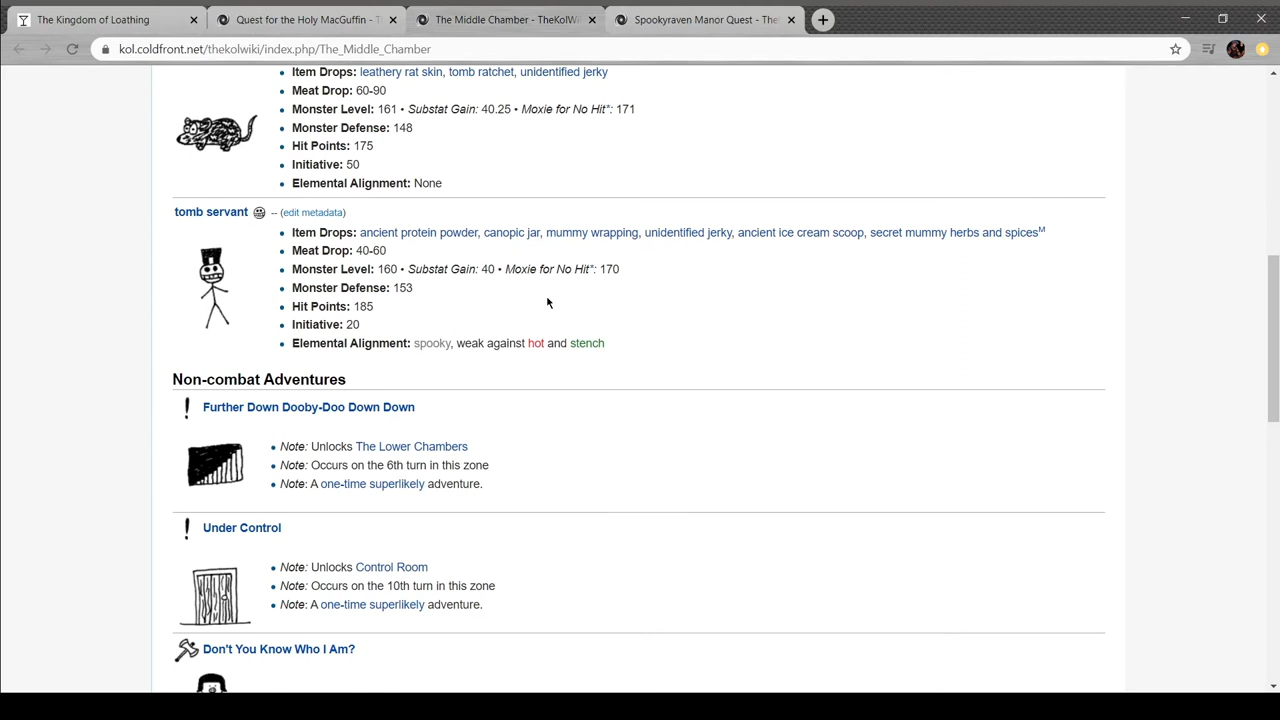 The Kingdom of Loathing
Quest for the Holy MacGuffin - T
The Middle Chamber - TheKolWi
Spookyraven Manor Quest - The
kol.coldfront.net/thekolwiki/index.php/The_Middle_Chamber
Item Drops: leathery rat skin, tomb ratchet, unidentified jerky
Meat Drop: 60-90
Monster Level: 161 • Substat Gain: 40.25 • Moxie for No Hit*: 171
Monster Defense: 148
Hit Points: 175
Initiative: 50
Elemental Alignment: None
tomb servant -- (edit metadata)
Item Drops: ancient protein powder, canopic jar, mummy wrapping, unidentified jerky, ancient ice cream scoop, secret mummy herbs and spicesM
Meat Drop: 40-60
Monster Level: 160 • Substat Gain: 40 • Moxie for No Hit*: 170
Monster Defense: 153
Hit Points: 185
Initiative: 20
Elemental Alignment: spooky, weak against hot and stench
Non-combat Adventures
Further Down Dooby-Doo Down Down
Note: Unlocks The Lower Chambers
Note: Occurs on the 6th turn in this zone
Note: A one-time superlikely adventure.
Under Control
Note: Unlocks Control Room
Note: Occurs on the 10th turn in this zone
Note: A one-time superlikely adventure.
Don't You Know Who I Am?